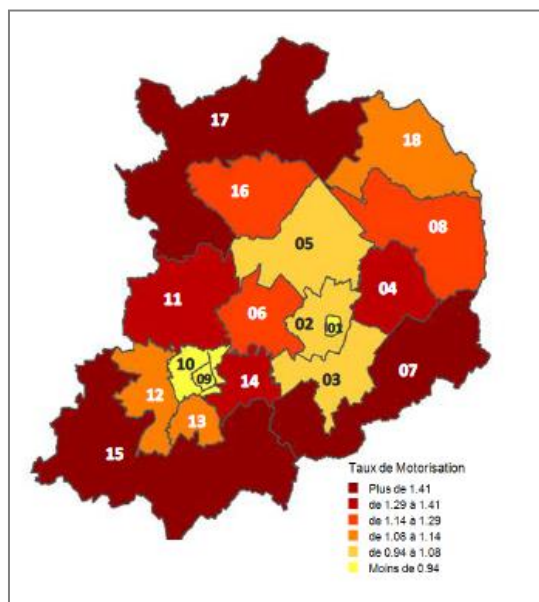 17
18
16
08
05
04
11
06
02
01
10
09
14
03
07
12
13
15
Taux de Motorisation
Plus de 1.41
de 1.29 à 1.41
de 1.14 à 1.29
de 1.08 à 1.14
de 0.94 à 1.08
Moins de 0.94